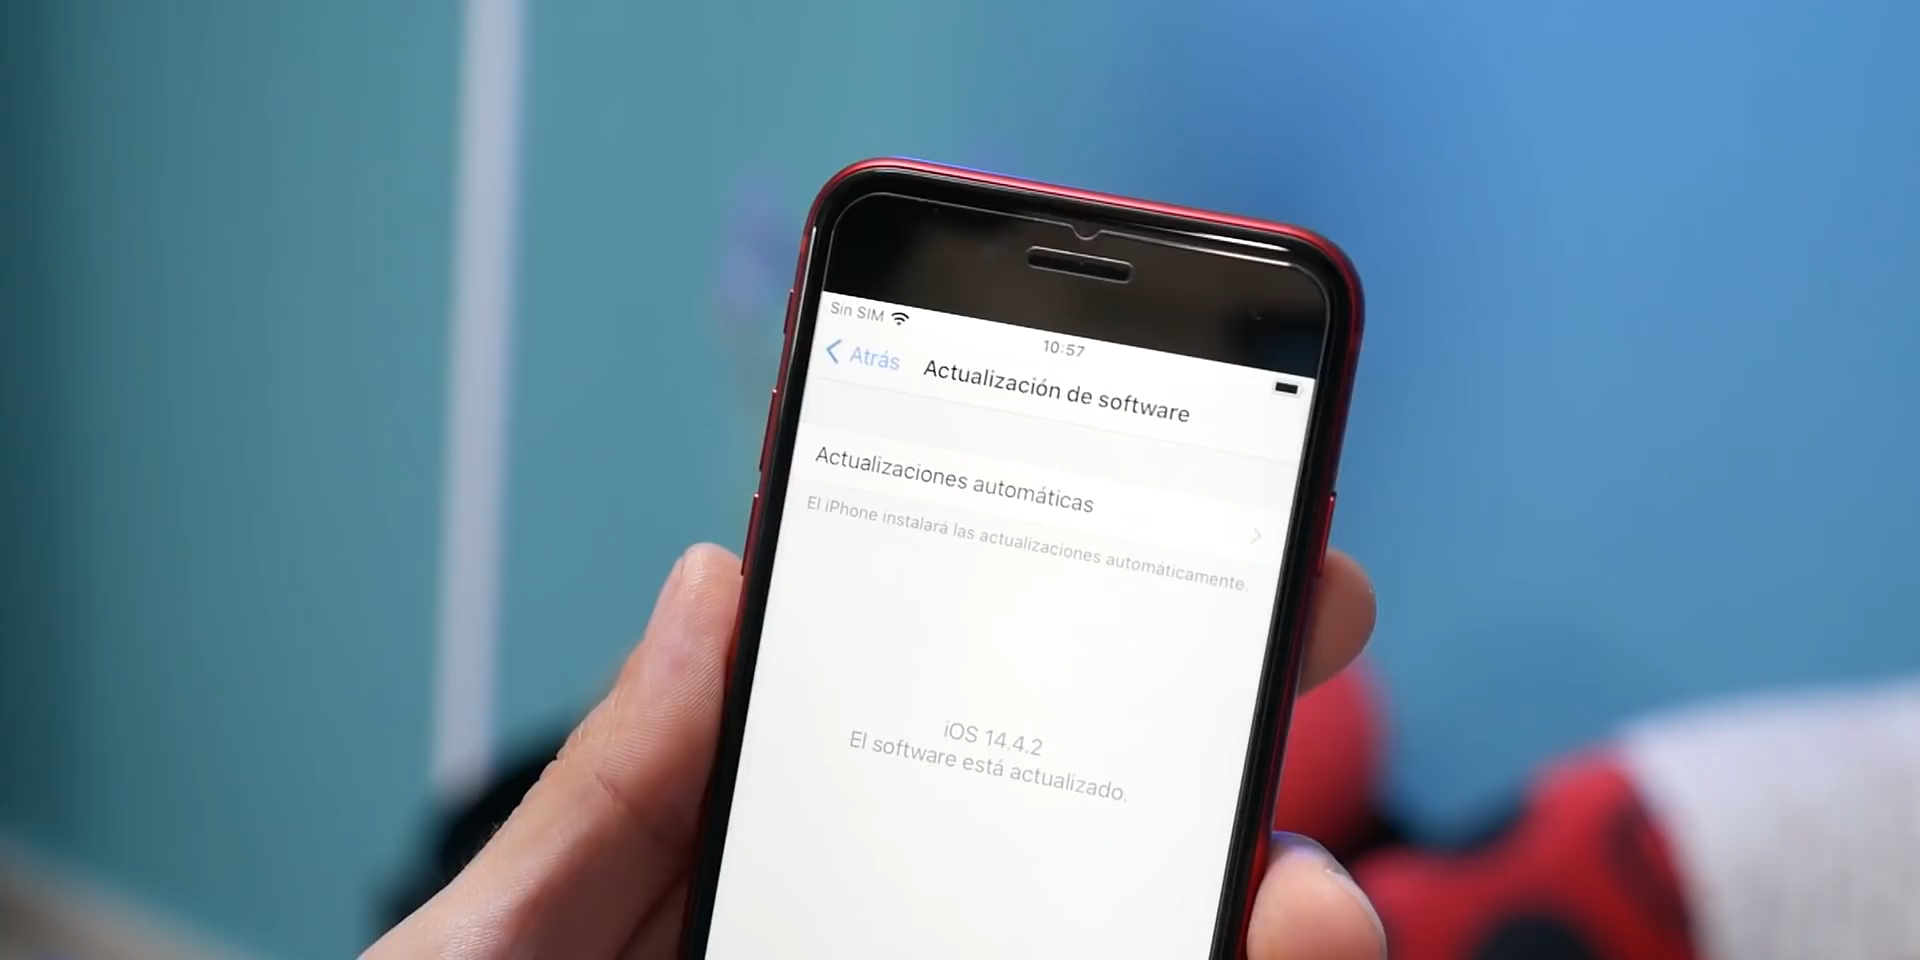 Sin SIM
10:57
Atrás
Actualización de software
Actualizaciones automáticas
El iPhone instalará las actualizaciones automáticamente.
iOS 14.4.2
El software está actualizado.